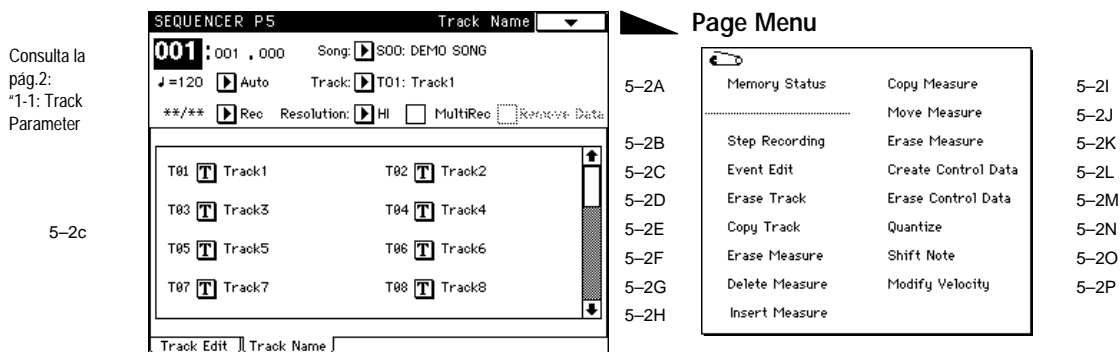 SEQUENCER P5 Track Name
001:001.000 Song: S00: DEMO SONG
♩=120 Auto Track: T01: Track1
**/** Rec Resolution: HI MultiRec Remove Data
T01 T Track1 T02 T Track2
T03 T Track3 T04 T Track4
T05 T Track5 T06 T Track6
T07 T Track7 T08 T Track8
Track Edit Track Name
Consulta la
pág.2:
“1-1: Track
Parameter
5–2c
Page Menu
5–2A Memory Status Copy Measure 5–2I
Move Measure 5–2J
5–2B Step Recording Erase Measure 5–2K
5–2C Event Edit Create Control Data 5–2L
5–2D Erase Track Erase Control Data 5–2M
5–2E Copy Track Quantize 5–2N
5–2F Erase Measure Shift Note 5–2O
5–2G Delete Measure Modify Velocity 5–2P
5–2H Insert Measure